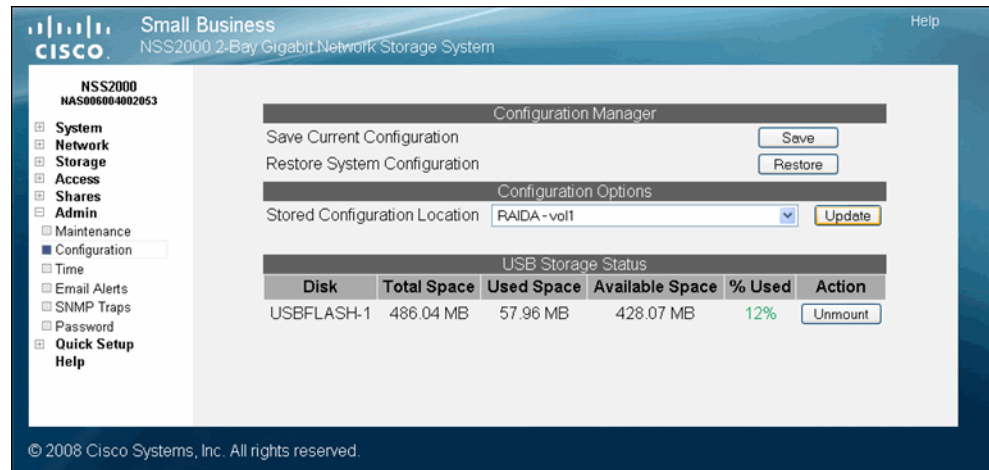 Small Business
Help
CISCO
NSS2000 2-Bay Gigabit Network Storage System
NSS2000
NAS006004002053
System
Network
Storage
Access
Shares
Admin
Maintenance
Configuration
Time
Email Alerts
SNMP Traps
Password
Quick Setup
Help
Configuration Manager
Save Current Configuration Save
Restore System Configuration Restore
Configuration Options
Stored Configuration Location RAIDA - vol1 Update
USB Storage Status
Disk Total Space Used Space Available Space % Used Action
USBFLASH-1 486.04 MB 57.96 MB 428.07 MB 12% Unmount
© 2008 Cisco Systems, Inc. All rights reserved.